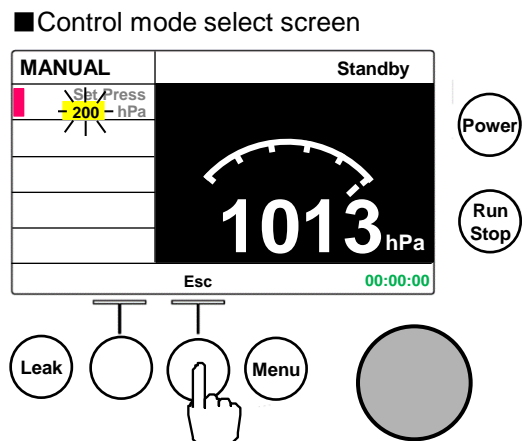 ■Control mode select screen
MANUAL
Standby
Set Press
200 hPa
1013 hPa
Power
Run
Stop
Esc
00:00:00
Leak
Menu